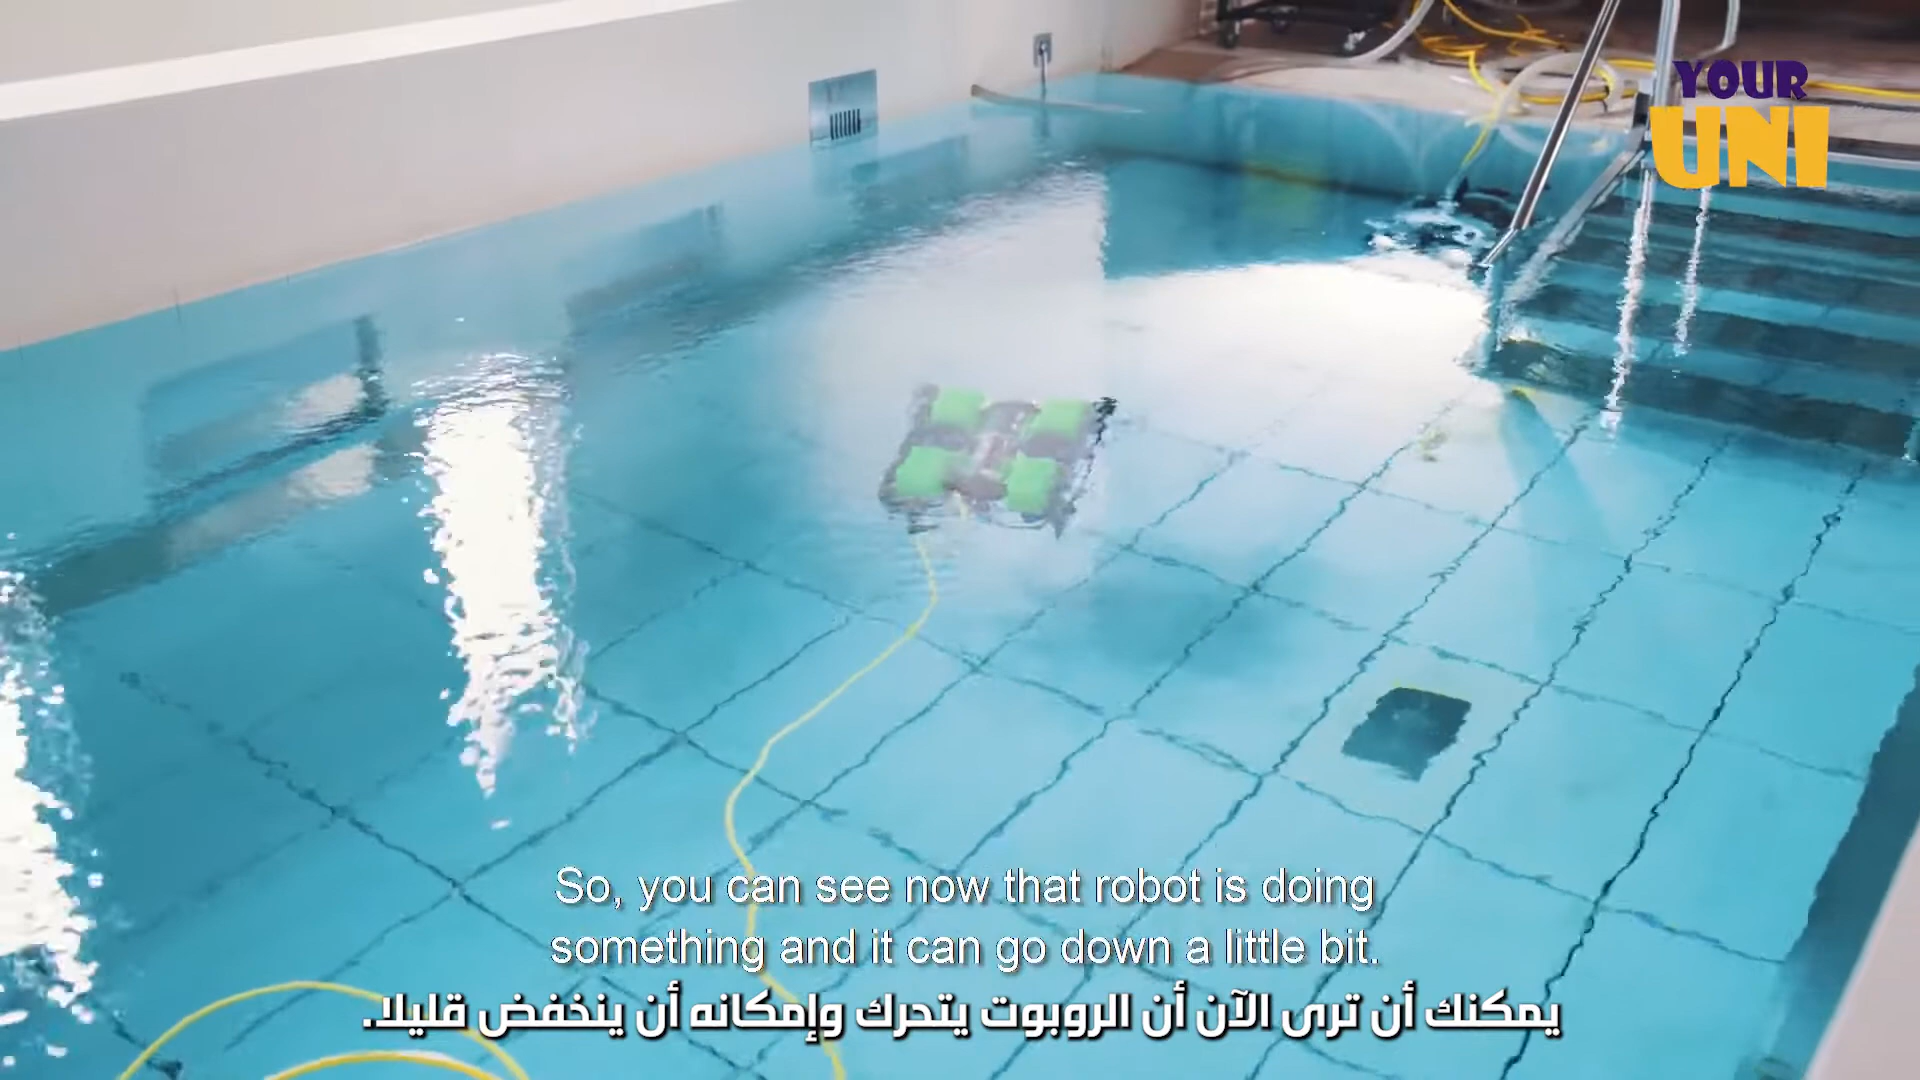 YOUR
UNI
So, you can see now that robot is doing
something and it can go down a little bit.
يمكنك أن ترى الآن أن الروبوت يتحرك وإمكانه أن ينخفض قليلا.